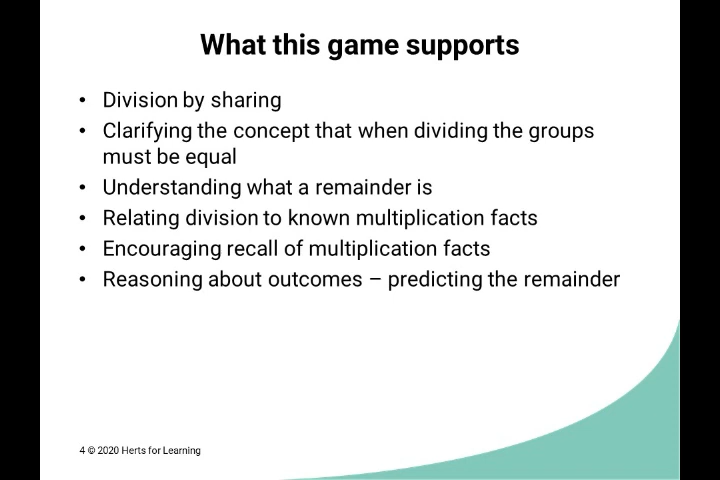 What this game supports
• Division by sharing
• Clarifying the concept that when dividing the groups
must be equal
• Understanding what a remainder is
• Relating division to known multiplication facts
• Encouraging recall of multiplication facts
• Reasoning about outcomes – predicting the remainder
4 © 2020 Herts for Learning